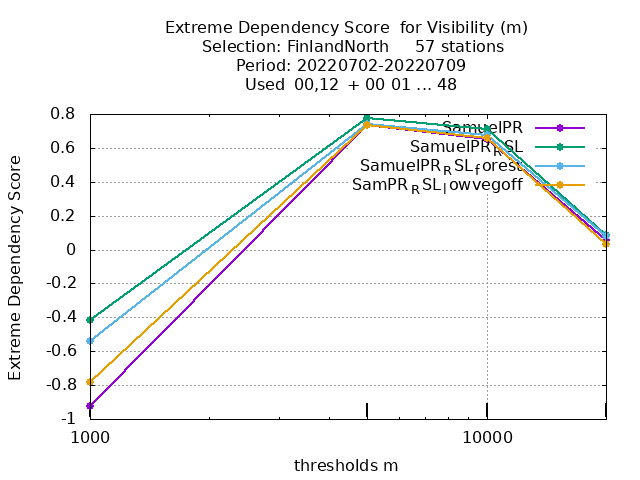 Extreme Dependency Score for Visibility (m)
Selection: FinlandNorth 57 stations
Period: 20220702-20220709
Used 00,12 + 00 01 ... 48
Extreme Dependency Score
0.8
0.6
0.4
0.2
0
-0.2
-0.4
-0.6
-0.8
-1
SamuelPR
SamuelPR_RSL
SamuelPR_RSL_forest
SamPR_RSL_lowvegoff
1000
10000
thresholds m